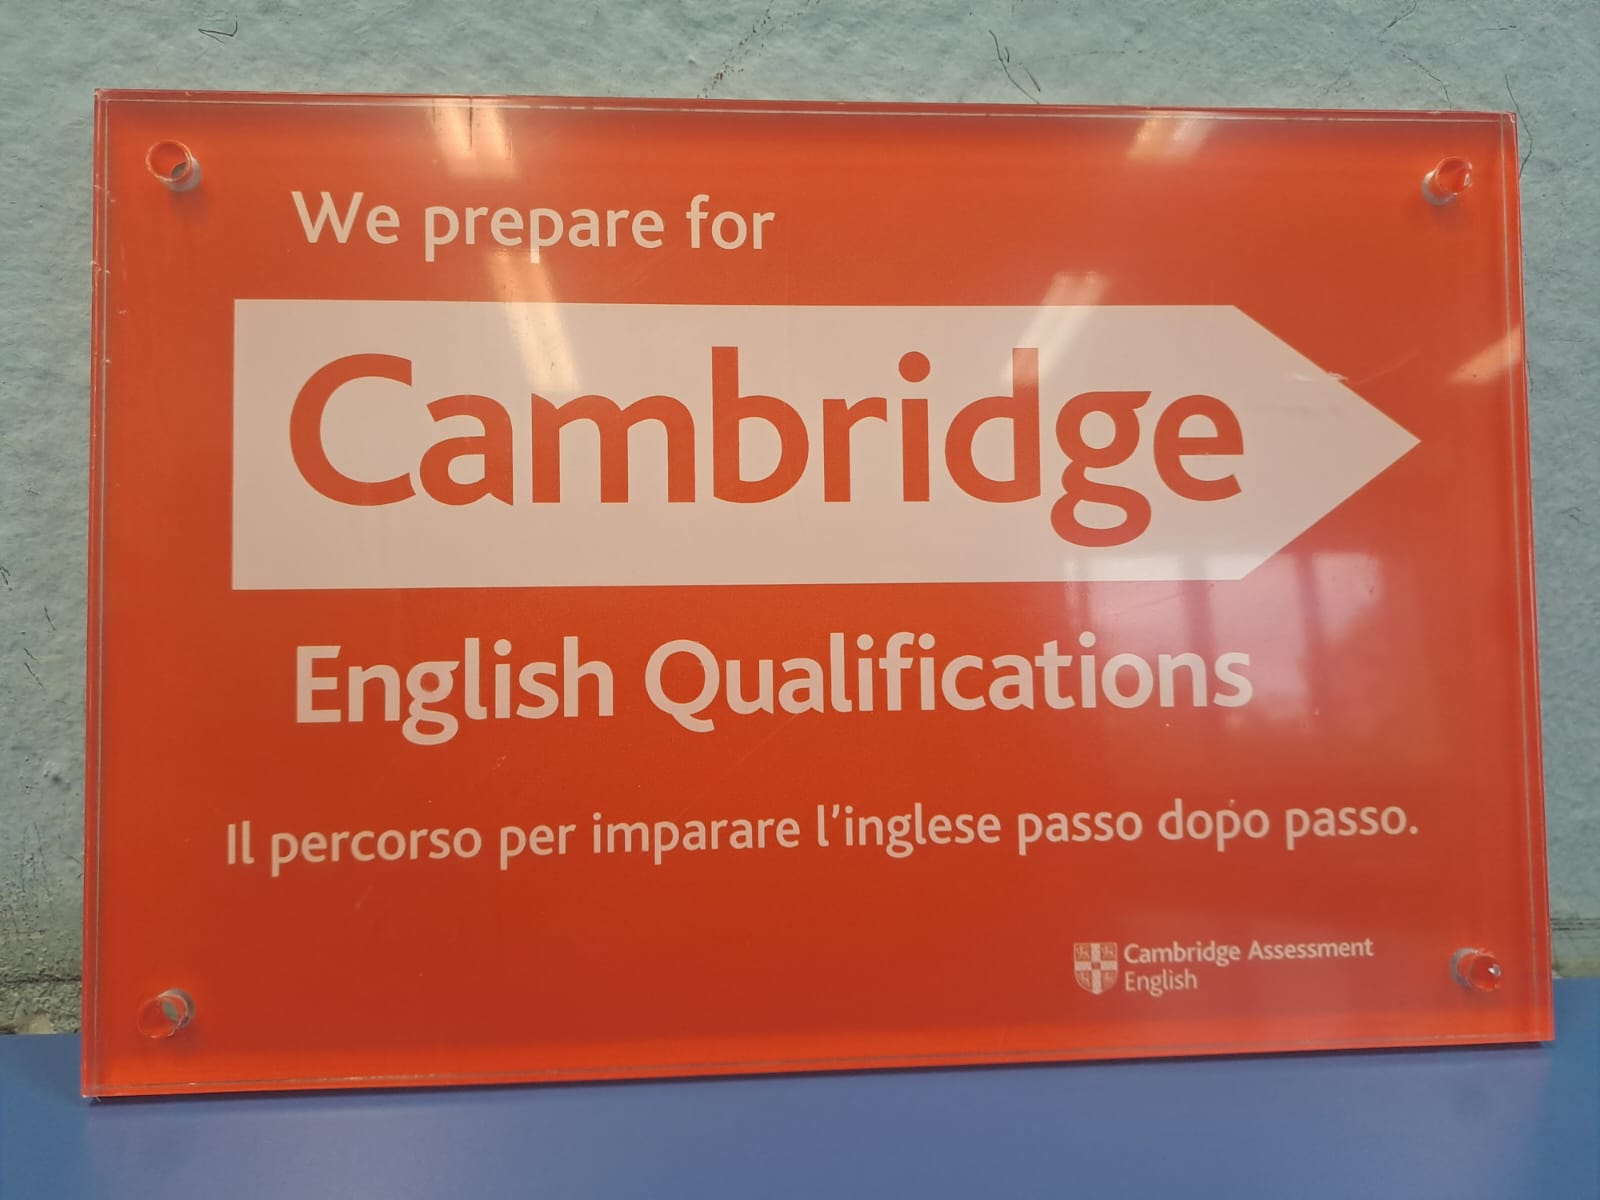 We prepare for
Cambridge
English Qualifications
Il percorso per imparare l'inglese passo dopo passo.
Cambridge Assessment
English